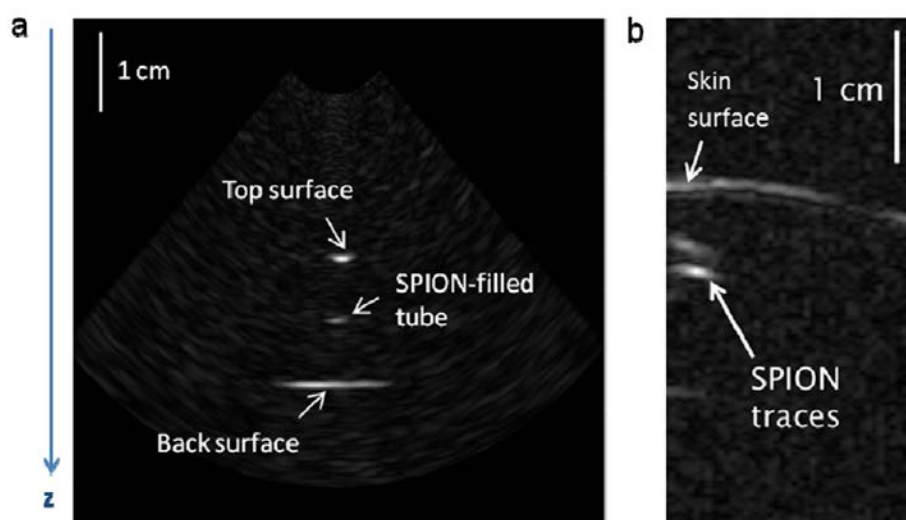 a
1 cm
Top surface
SPION-filled
tube
Back surface
z
b
Skin
surface
1 cm
SPION
traces